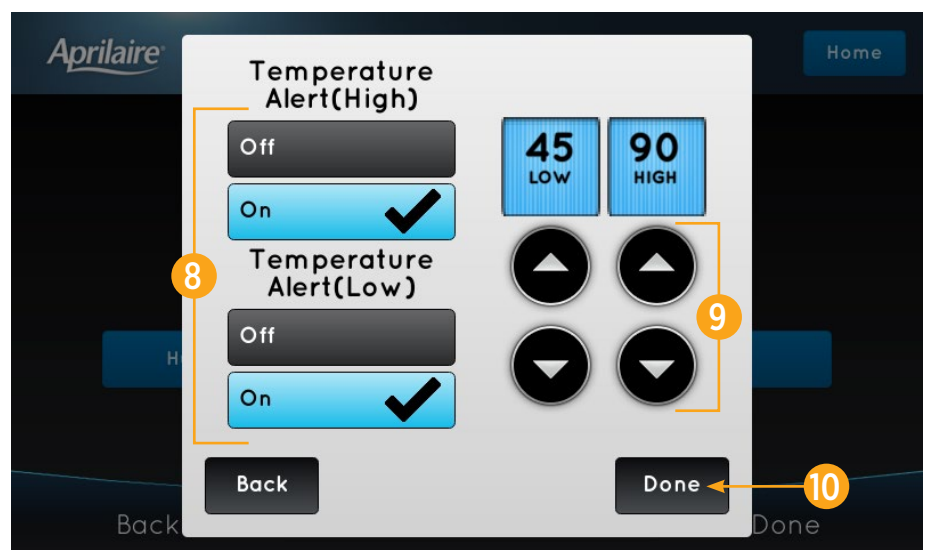 Aprilaire®
Home
Temperature
Alert(High)
Off
On
Temperature
Alert(Low)
Off
On
45
LOW
90
HIGH
8
9
H
Back
Done
10
Back
Done